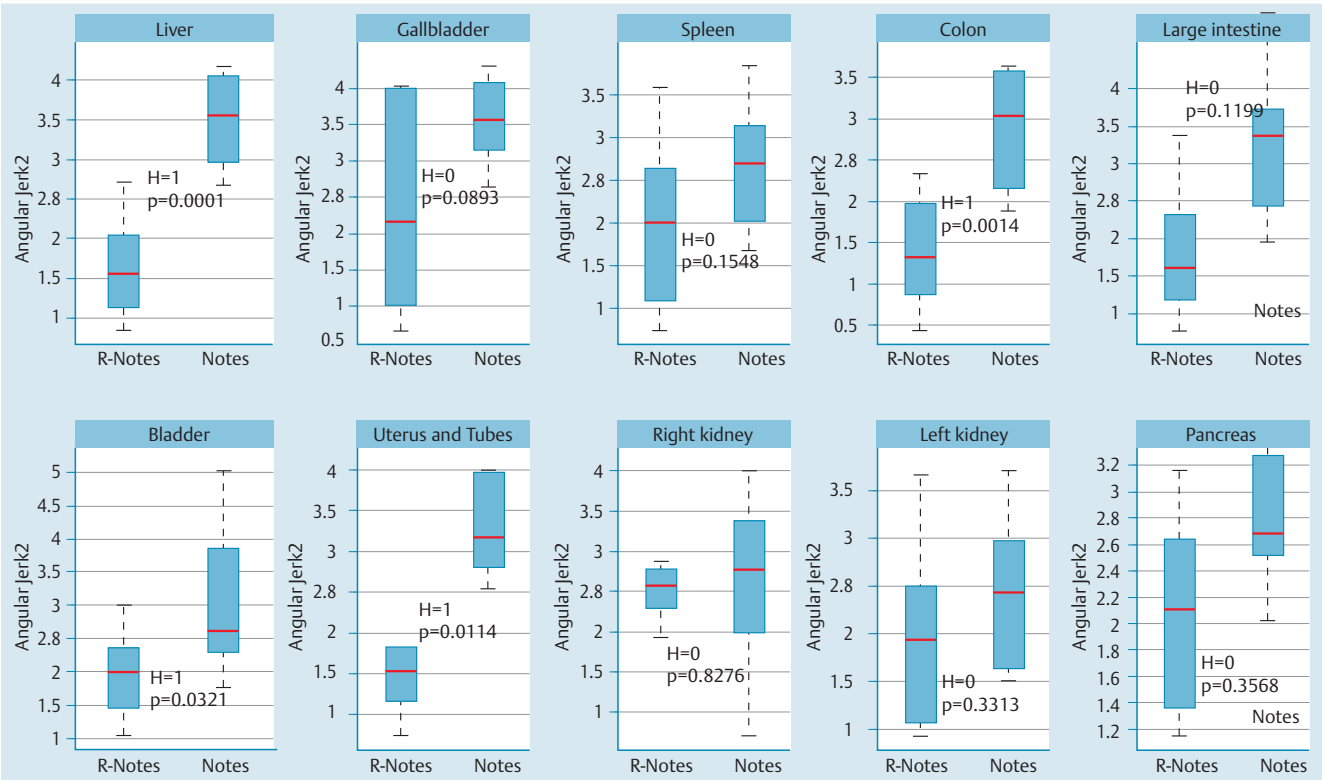 Liver
Gallbladder
Spleen
Colon
Large intestine
Angular Jerk2
4
3.5
3
2.8
2
1.5
1
H=1
p=0.0001
R-Notes Notes
4
3.5
3
2.8
2
1.5
1
0.5
H=0
p=0.0893
R-Notes Notes
Angular Jerk2
3.5
3
2.8
2
1.5
1
H=0
p=0.1548
R-Notes Notes
Angular Jerk2
3.5
3
2.8
2
1.5
1
0.5
H=1
p=0.0014
R-Notes Notes
Angular Jerk2
4
3.5
3
2.8
2
1.5
1
H=0
p=0.1199
Notes
R-Notes Notes
Angular Jerk2
Bladder
Uterus and Tubes
Right kidney
Left kidney
Pancreas
Angular Jerk2
5
4.5
4
3.5
3
2.8
2
1.5
1
H=1
p=0.0321
R-Notes Notes
Angular Jerk2
4
3.5
3
2.8
2
1.5
1
H=1
p=0.0114
R-Notes Notes
Angular Jerk2
4
3.5
3
2.8
2
1.5
1
H=0
p=0.8276
R-Notes Notes
Angular Jerk2
3.5
3
2.8
2
1.5
1
H=0
p=0.3313
R-Notes Notes
Angular Jerk2
3.2
3
2.8
2.6
2.4
2.2
2
1.8
1.6
1.4
1.2
H=0
p=0.3568
Notes
R-Notes Notes